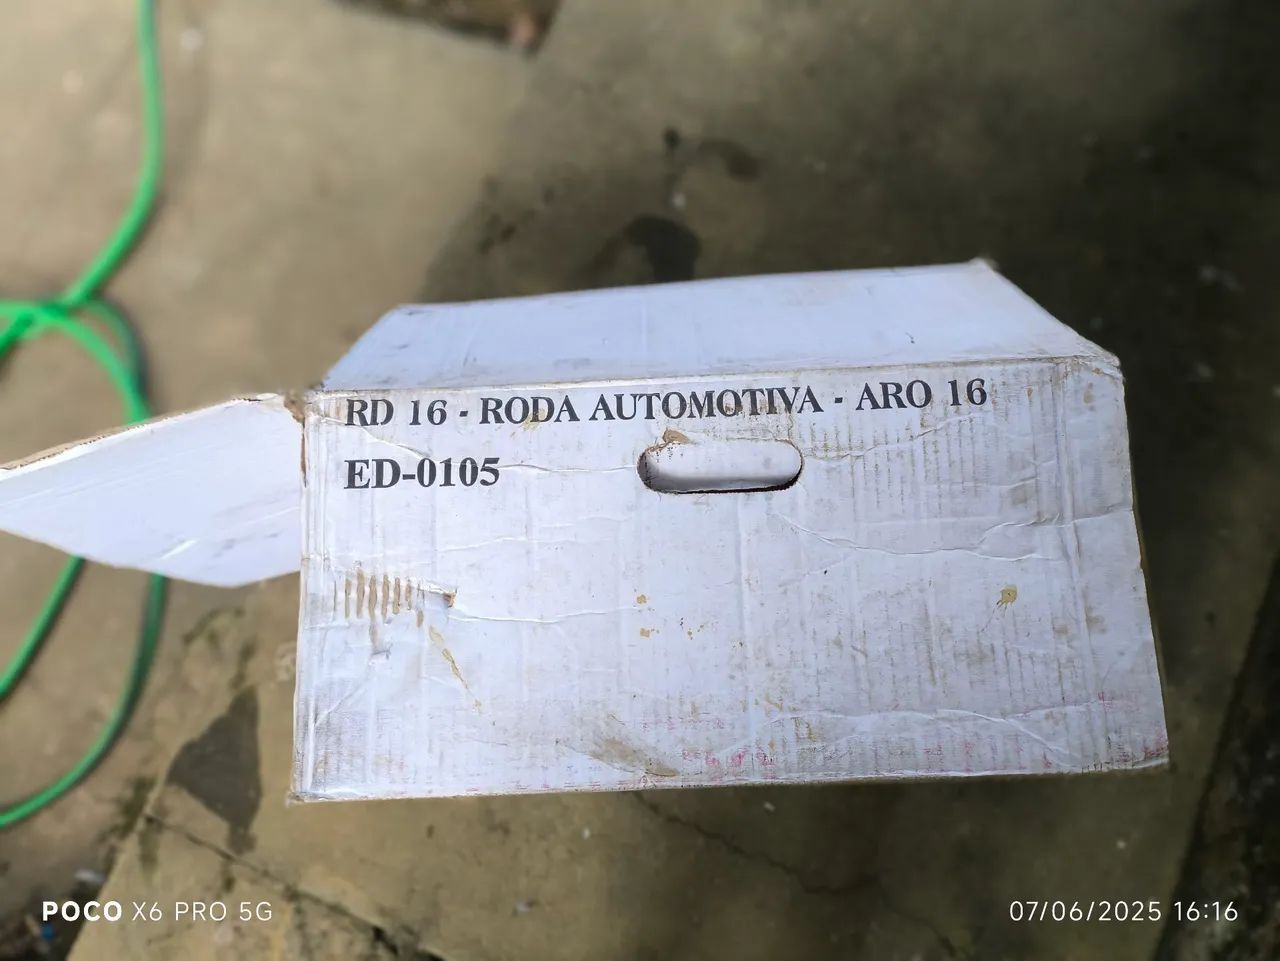 RD 16 - RODA AUTOMOTIVA - ARO 16
ED-0105
POCO X6 PRO 5G
07/06/2025 16:16